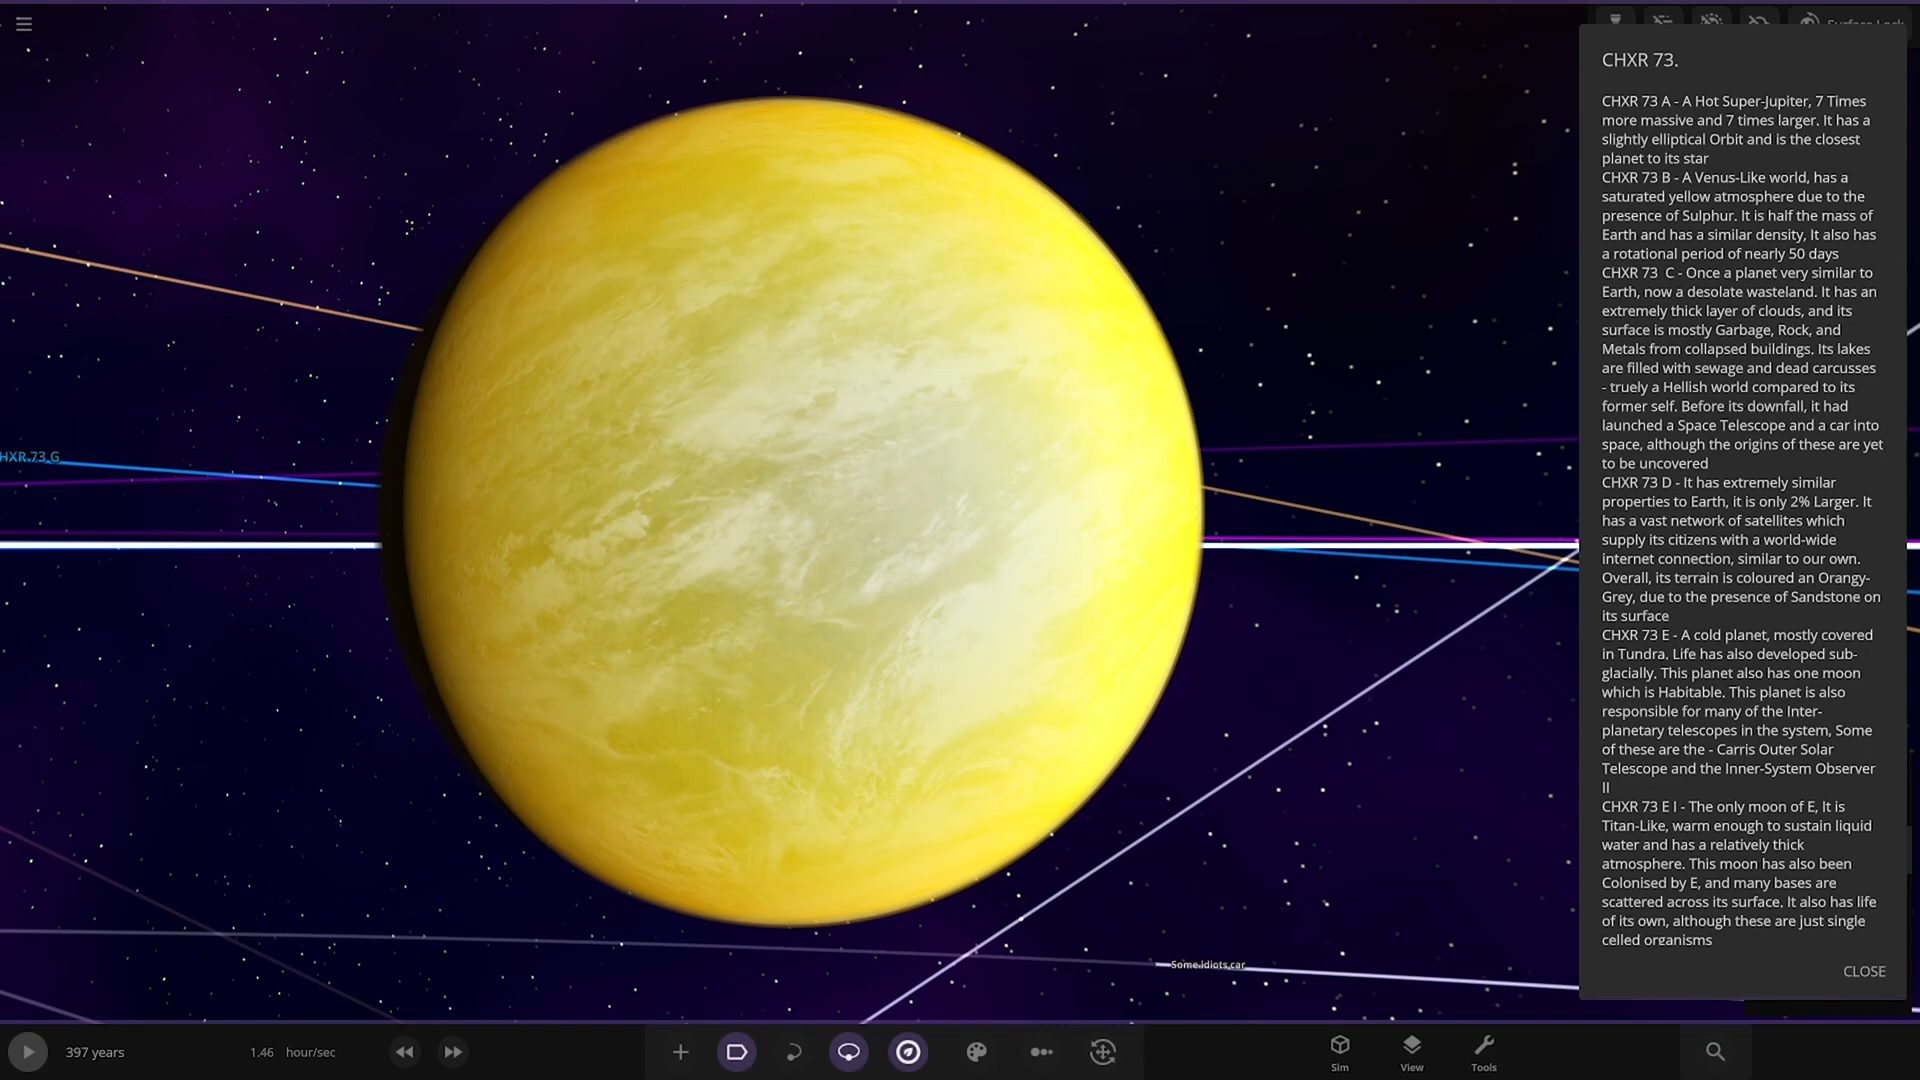 Surface Lock
CHXR 73.
CHXR 73 A - A Hot Super-Jupiter, 7 Times
more massive and 7 times larger. It has a
slightly elliptical Orbit and is the closest
planet to its star
CHXR 73 B - A Venus-Like world, has a
saturated yellow atmosphere due to the
presence of Sulphur. It is half the mass of
Earth and has a similar density, It also has
a rotational period of nearly 50 days
CHXR 73  C - Once a planet very similar to
Earth, now a desolate wasteland. It has an
extremely thick layer of clouds, and its
surface is mostly Garbage, Rock, and
Metals from collapsed buildings. Its lakes
are filled with sewage and dead carcusses
- truely a Hellish world compared to its
former self. Before its downfall, it had
launched a Space Telescope and a car into
space, although the origins of these are yet
to be uncovered
CHXR 73 D - It has extremely similar
properties to Earth, it is only 2% Larger. It
has a vast network of satellites which
supply its citizens with a world-wide
internet connection, similar to our own.
Overall, its terrain is coloured an Orangy-
Grey, due to the presence of Sandstone on
its surface
CHXR 73 E - A cold planet, mostly covered
in Tundra. Life has also developed sub-
glacially. This planet also has one moon
which is Habitable. This planet is also
responsible for many of the Inter-
planetary telescopes in the system, Some
of these are the - Carris Outer Solar
Telescope and the Inner-System Observer
II
CHXR 73 E I - The only moon of E, It is
Titan-Like, warm enough to sustain liquid
water and has a relatively thick
atmosphere. This moon has also been
Colonised by E, and many bases are
scattered across its surface. It also has life
of its own, although these are just single
celled organisms
CLOSE
HXR 73 G
Some idiots car
397 years
1.46 hour/sec
Sim
View
Tools